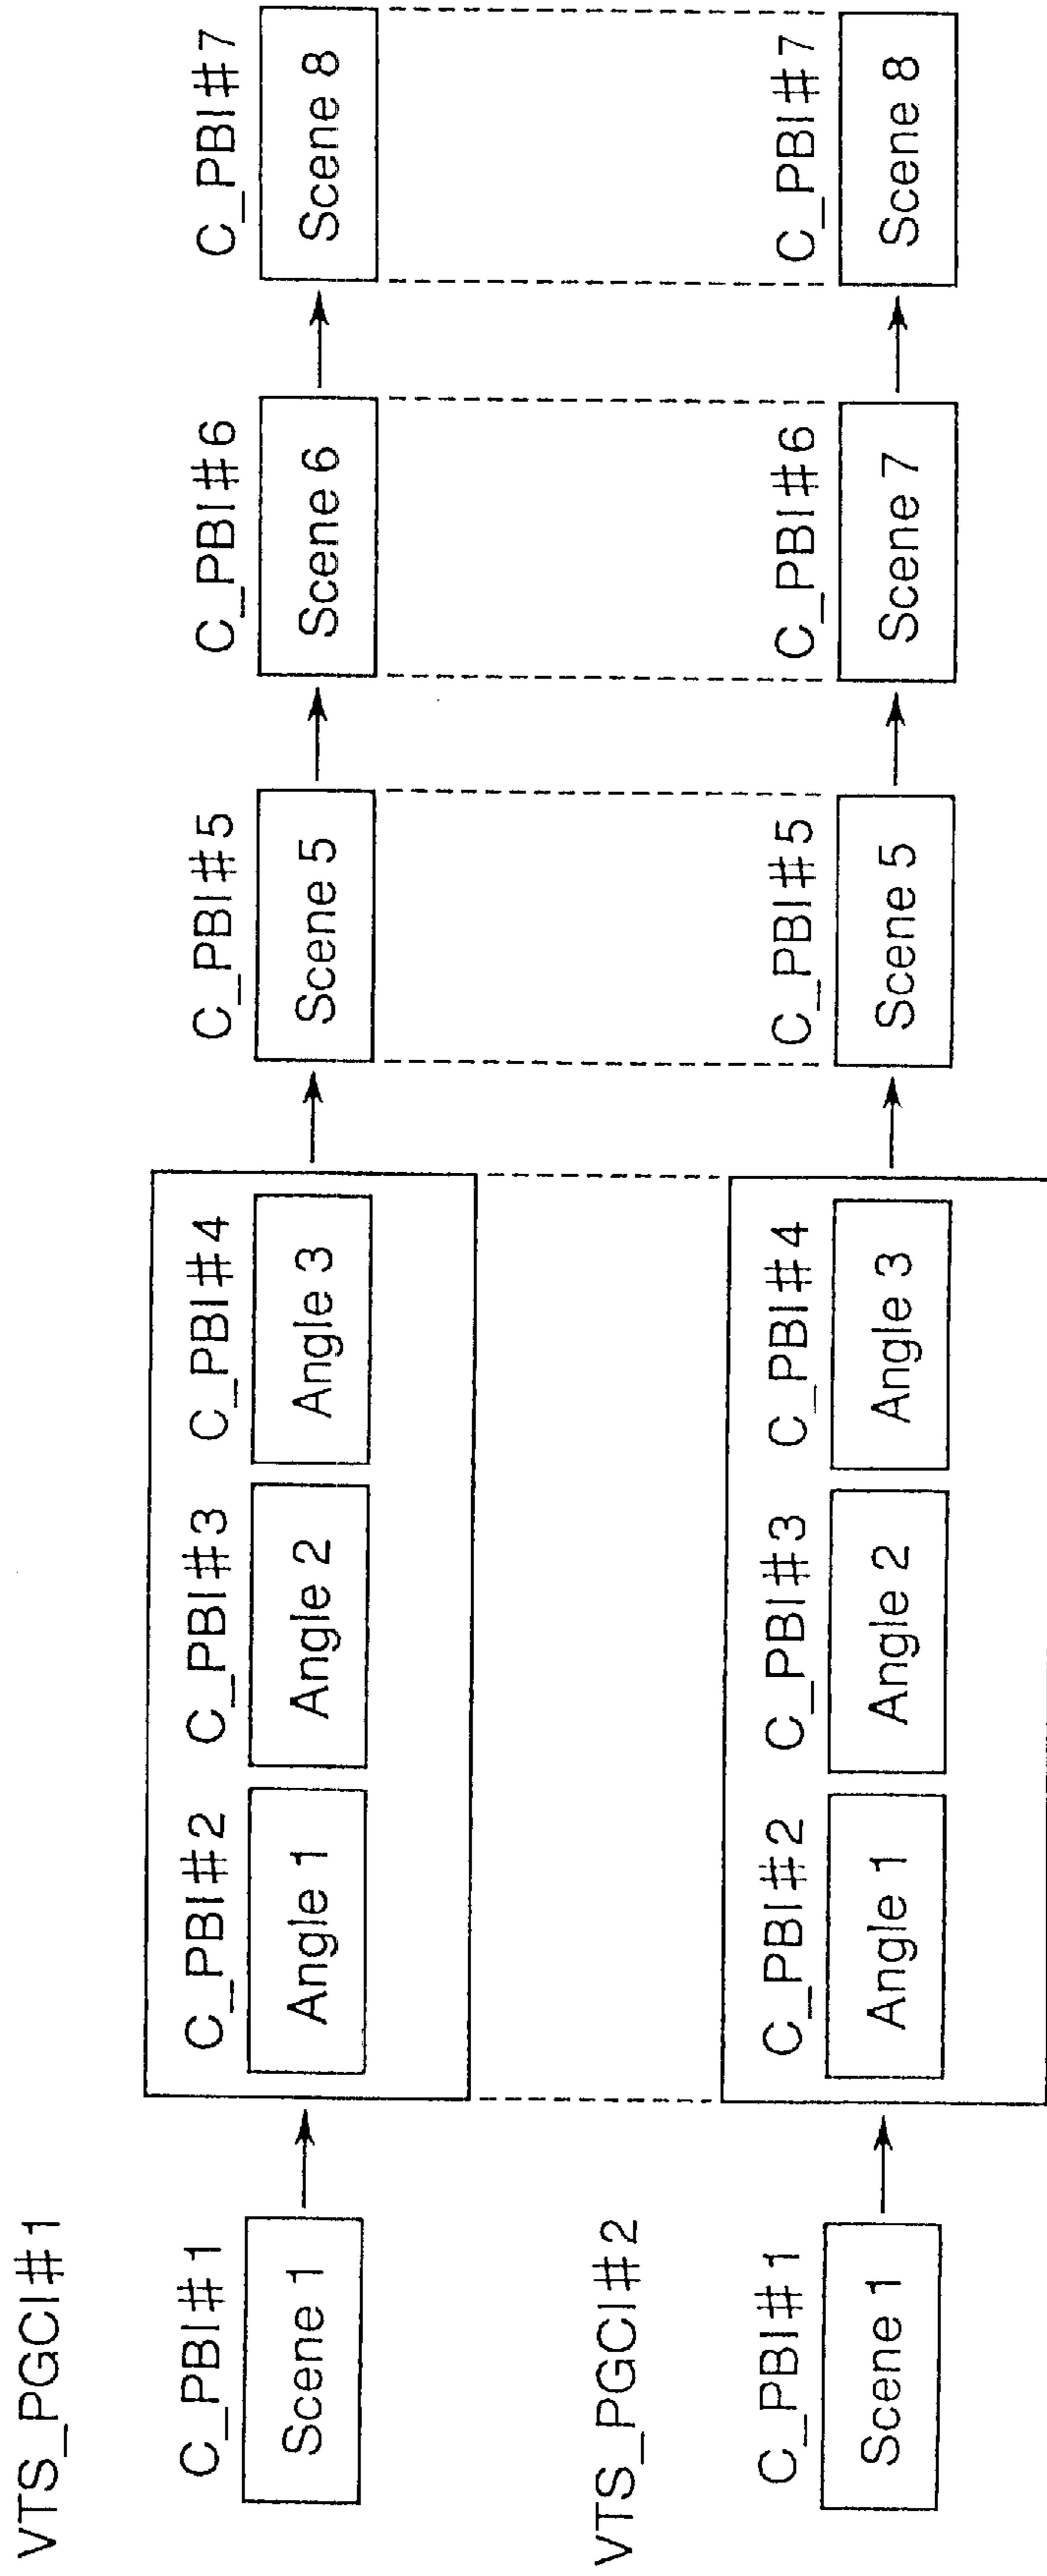 VTS_PGCI#1
C_PBI#1
Scene 1
C_PBI#2
Angle 1
C_PBI#3
Angle 2
C_PBI#4
Angle 3
C_PBI#5
Scene 5
C_PBI#6
Scene 6
C_PBI#7
Scene 8
VTS_PGCI#2
C_PBI#1
Scene 1
C_PBI#2
Angle 1
C_PBI#3
Angle 2
C_PBI#4
Angle 3
C_PBI#5
Scene 5
C_PBI#6
Scene 7
C_PBI#7
Scene 8